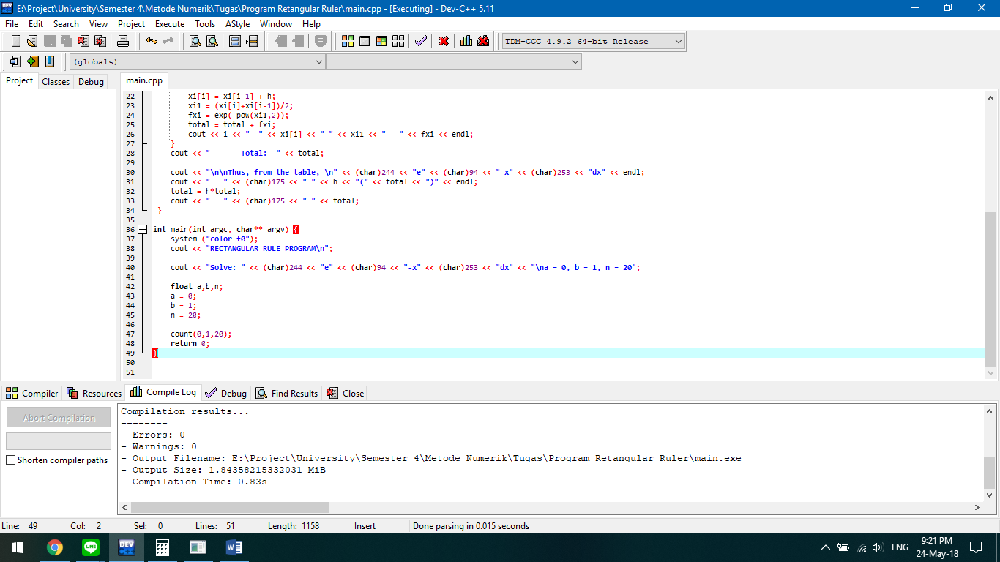 E:\Project\University\Semester 4\Metode Numerik\Tugas\Program Retangular Ruler\main.cpp - [Executing] - Dev-C++ 5.11
File Edit Search View Project Execute Tools AStyle Window Help
TDM-GCC 4.9.2 64-bit Release
(globals)
Project Classes Debug main.cpp
22 xi[i] = xi[i-1] + h;
23 xi1 = (xi[i]+xi[i-1])/2;
24 fxi = exp(-pow(xi1,2));
25 total = total + fxi;
26 cout << i << "  " << xi[i] << " " << xi1 << "   " << fxi << endl;
27 }
28 cout << "       Total:  " << total;
29
30 cout << "\n\nThus, from the table, \n" << (char)244 << "e" << (char)94 << "-x" << (char)253 << "dx" << endl;
31 cout << "   " << (char)175 << " " << h << "(" << total << ")" << endl;
32 total = h*total;
33 cout << "   " << (char)175 << " " << total;
34 }
35
36 int main(int argc, char** argv) {
37 system ("color f0");
38 cout << "RECTANGULAR RULE PROGRAM\n";
39
40 cout << "Solve: " << (char)244 << "e" << (char)94 << "-x" << (char)253 << "dx" << "\na = 0, b = 1, n = 20";
41
42 float a,b,n;
43 a = 0;
44 b = 1;
45 n = 20;
46
47 count(0,1,20);
48 return 0;
49 }
50
51
Compiler Resources Compile Log Debug Find Results Close
Abort Compilation
Shorten compiler paths
Compilation results...
--------
- Errors: 0
- Warnings: 0
- Output Filename: E:\Project\University\Semester 4\Metode Numerik\Tugas\Program Retangular Ruler\main.exe
- Output Size: 1.84358215332031 MiB
- Compilation Time: 0.83s
Line: 49 Col: 2 Sel: 0 Lines: 51 Length: 1158 Insert Done parsing in 0.015 seconds
LINE DEV W ENG 9:21 PM
24-May-18